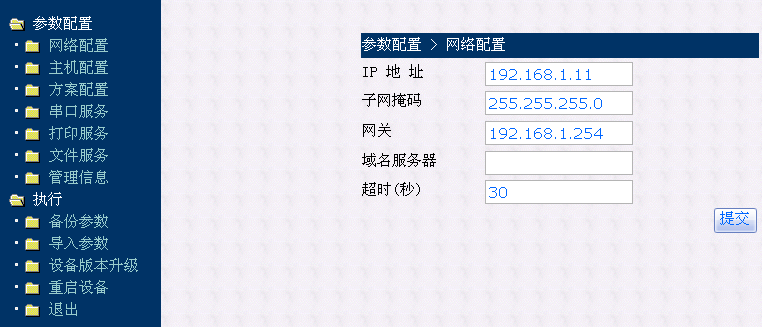 参数配置
网络配置
主机配置
方案配置
串口服务
打印服务
文件服务
管理信息
执行
备份参数
导入参数
设备版本升级
重启设备
退出
参数配置 > 网络配置
IP 地 址 192.168.1.11
子网掩码 255.255.255.0
网关 192.168.1.254
域名服务器
超时(秒) 30
提交